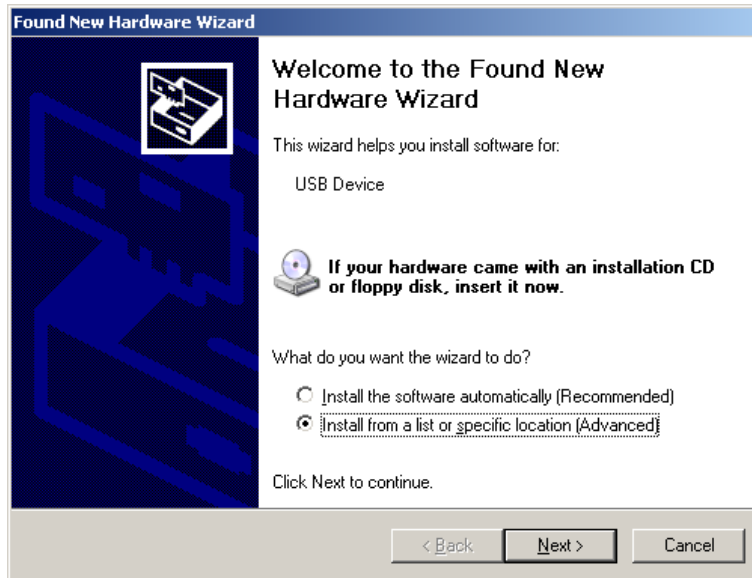 Found New Hardware Wizard
Welcome to the Found New
Hardware Wizard
This wizard helps you install software for:
USB Device
If your hardware came with an installation CD
or floppy disk, insert it now.
What do you want the wizard to do?
Install the software automatically (Recommended)
Install from a list or specific location (Advanced)
Click Next to continue.
< Back Next > Cancel